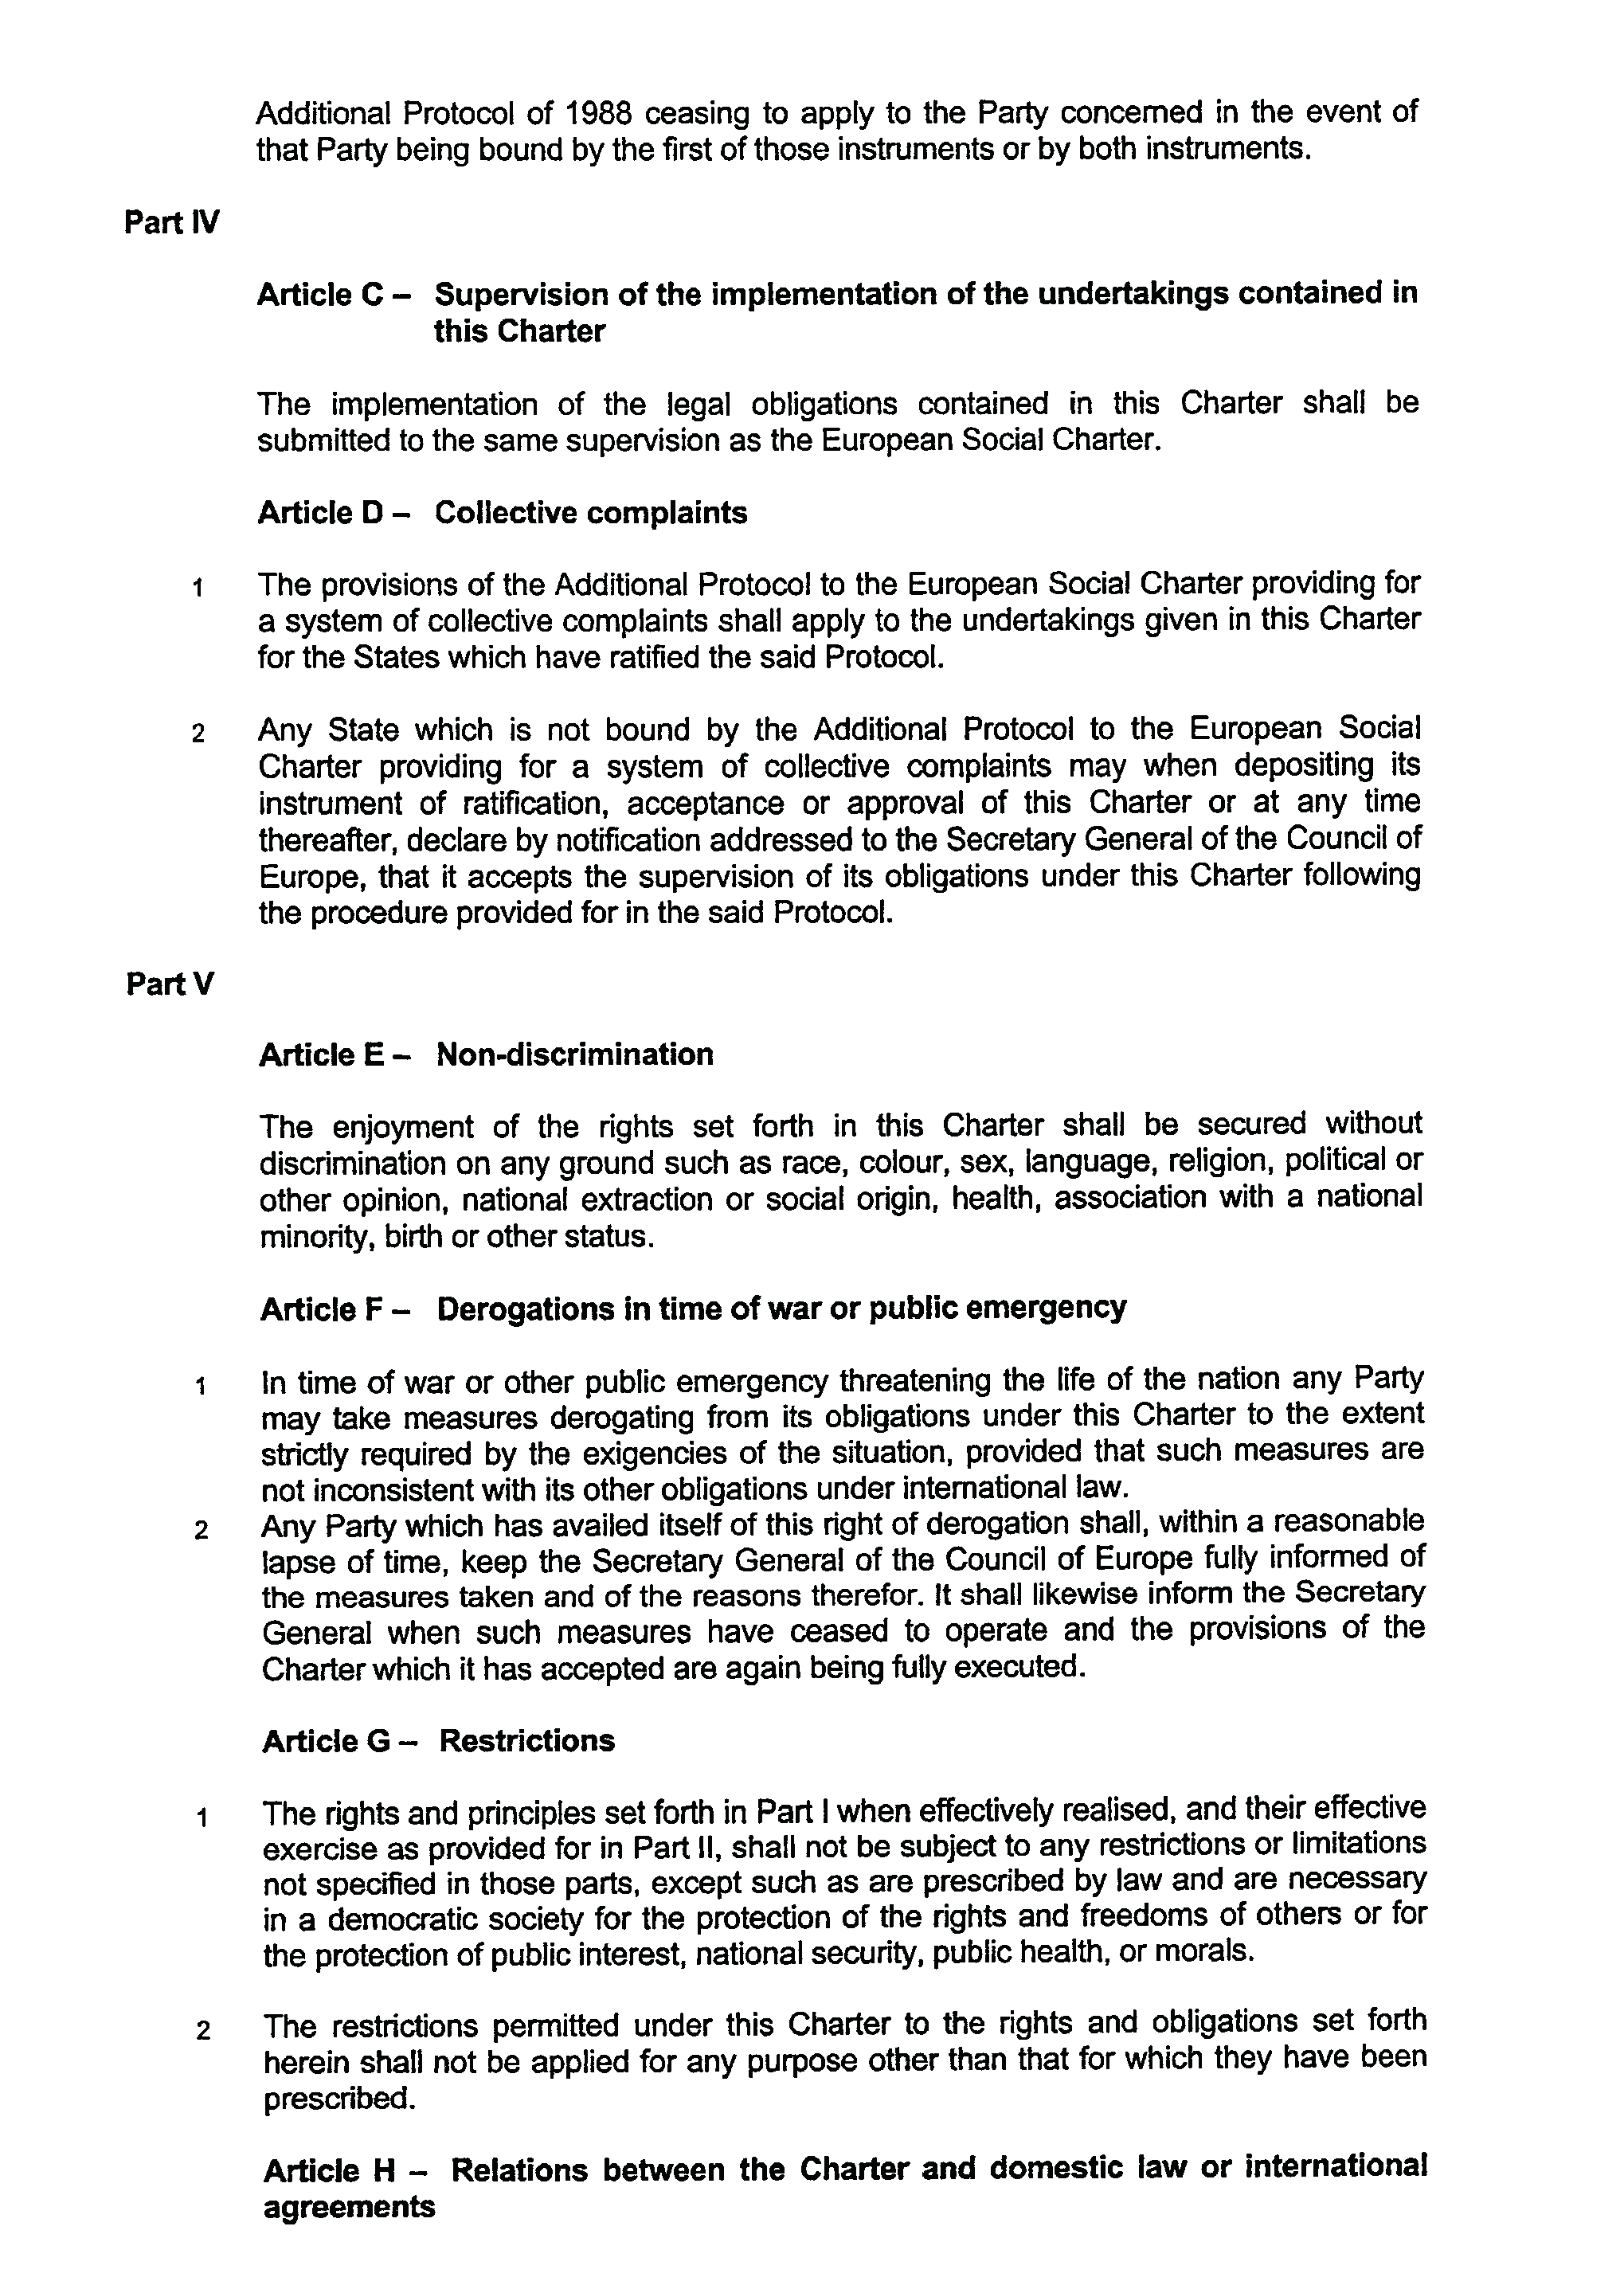 Additional Protocol of 1988 ceasing to apply to the Party concerned in the event of
that Party being bound by the first of those instruments or by both instruments.
Part IV
Article C – Supervision of the implementation of the undertakings contained in
this Charter
The implementation of the legal obligations contained in this Charter shall be
submitted to the same supervision as the European Social Charter.
Article D – Collective complaints
1 The provisions of the Additional Protocol to the European Social Charter providing for
a system of collective complaints shall apply to the undertakings given in this Charter
for the States which have ratified the said Protocol.
2 Any State which is not bound by the Additional Protocol to the European Social
Charter providing for a system of collective complaints may when depositing its
instrument of ratification, acceptance or approval of this Charter or at any time
thereafter, declare by notification addressed to the Secretary General of the Council of
Europe, that it accepts the supervision of its obligations under this Charter following
the procedure provided for in the said Protocol.
Part V
Article E – Non-discrimination
The enjoyment of the rights set forth in this Charter shall be secured without
discrimination on any ground such as race, colour, sex, language, religion, political or
other opinion, national extraction or social origin, health, association with a national
minority, birth or other status.
Article F – Derogations in time of war or public emergency
1 In time of war or other public emergency threatening the life of the nation any Party
may take measures derogating from its obligations under this Charter to the extent
strictly required by the exigencies of the situation, provided that such measures are
not inconsistent with its other obligations under international law.
2 Any Party which has availed itself of this right of derogation shall, within a reasonable
lapse of time, keep the Secretary General of the Council of Europe fully informed of
the measures taken and of the reasons therefor. It shall likewise inform the Secretary
General when such measures have ceased to operate and the provisions of the
Charter which it has accepted are again being fully executed.
Article G – Restrictions
1 The rights and principles set forth in Part I when effectively realised, and their effective
exercise as provided for in Part II, shall not be subject to any restrictions or limitations
not specified in those parts, except such as are prescribed by law and are necessary
in a democratic society for the protection of the rights and freedoms of others or for
the protection of public interest, national security, public health, or morals.
2 The restrictions permitted under this Charter to the rights and obligations set forth
herein shall not be applied for any purpose other than that for which they have been
prescribed.
Article H – Relations between the Charter and domestic law or international
agreements